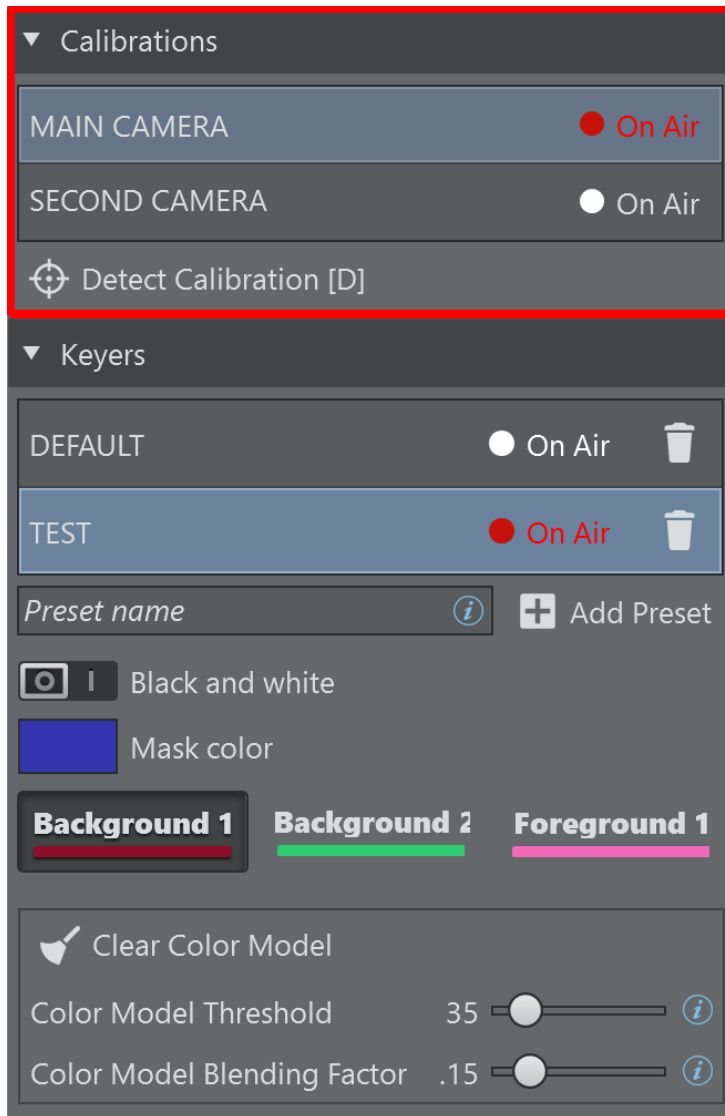 Calibrations
MAIN CAMERA On Air
SECOND CAMERA On Air
Detect Calibration [D]
Keyers
DEFAULT On Air
TEST On Air
Preset name i Add Preset
Black and white
Mask color
Background 1 Background 2 Foreground 1
Clear Color Model
Color Model Threshold 35 i
Color Model Blending Factor .15 i